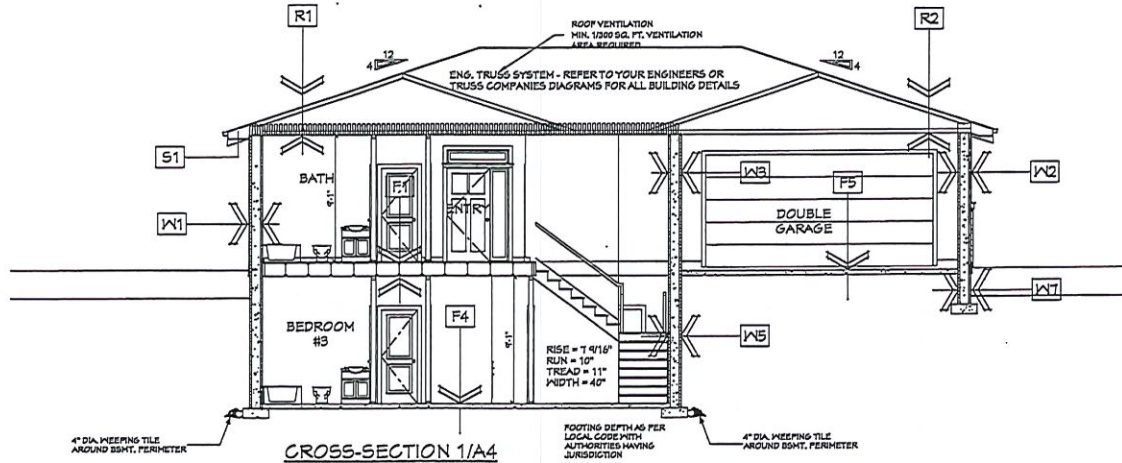 R1
R2
ROOF VENTILATION
MIN. 1/300 SQ. FT. VENTILATION
AREA REQUIRED
12
4
12
4
ENG. TRUSS SYSTEM - REFER TO YOUR ENGINEERS OR
TRUSS COMPANIES DIAGRAMS FOR ALL BUILDING DETAILS
S1
BATH
9'-1"
F1
ENTRY
W3
F5
W2
W1
DOUBLE
GARAGE
W7
BEDROOM
#3
F4
9'-1"
W5
RISE = 7 9/16"
RUN = 10"
TREAD = 11"
WIDTH = 40"
4" DIA. WEEPING TILE
AROUND BSMT. PERIMETER
CROSS-SECTION 1/A4
FOOTING DEPTH AS PER
LOCAL CODE WITH
AUTHORITIES HAVING
JURISDICTION
4" DIA. WEEPING TILE
AROUND BSMT. PERIMETER